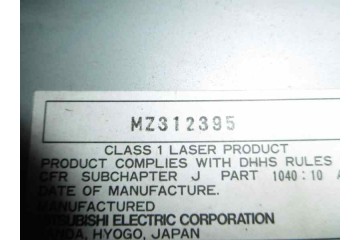 MZ312395
CLASS 1 LASER PRODUCT
PRODUCT COMPLIES WITH DHHS RULES
CFR SUBCHAPTER J PART 1040:10 A
DATE OF MANUFACTURE.
MANUFACTURED
MITSUBISHI ELECTRIC CORPORATION
HYOGO, JAPAN